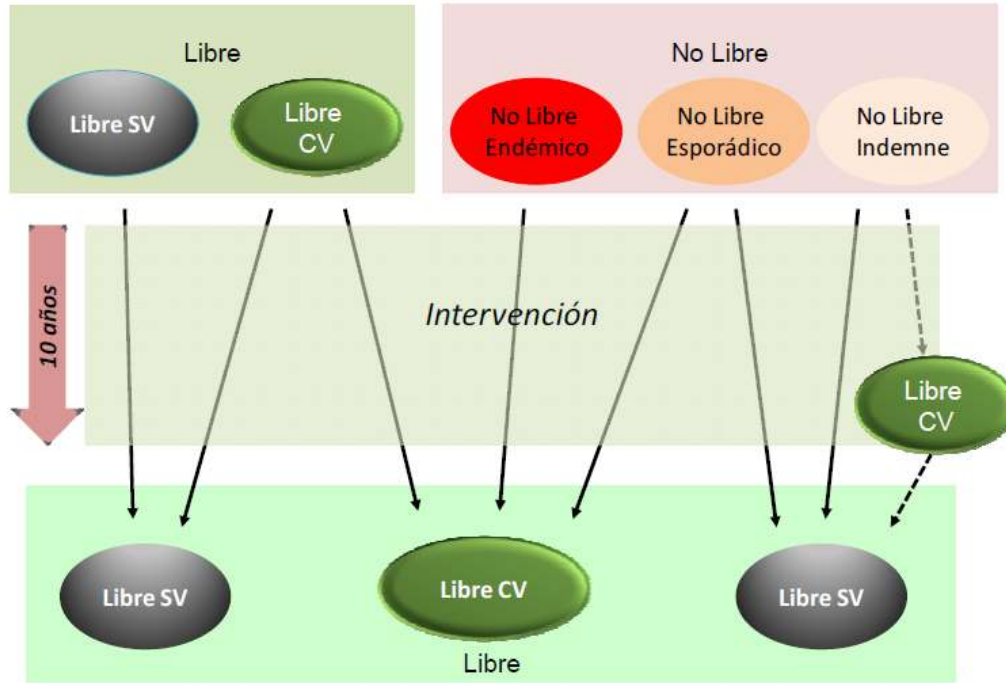 Libre
No Libre
Libre SV
Libre
CV
No Libre
Endémico
No Libre
Esporádico
No Libre
Indemne
10 años
Intervención
Libre
CV
Libre SV
Libre CV
Libre SV
Libre